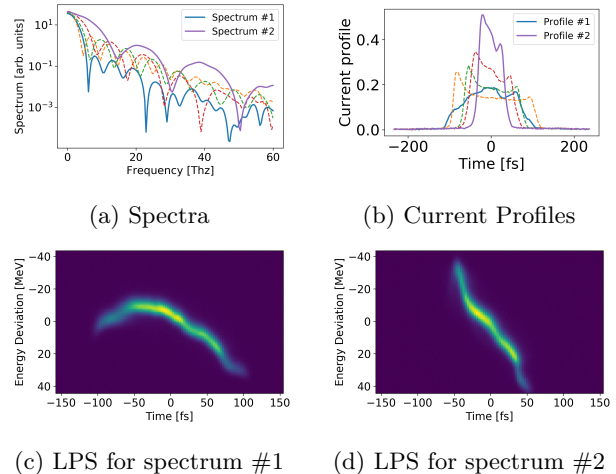 Spectrum [arb. units]
10¹
10⁻¹
10⁻³
Spectrum #1
Spectrum #2
0
20
40
60
Frequency [Thz]
(a) Spectra
Current profile
0.4
0.2
0.0
Profile #1
Profile #2
−200
0
200
Time [fs]
(b) Current Profiles
Energy Deviation [MeV]
−40
−20
0
20
40
−150
−100
−50
0
50
100
150
Time [fs]
(c) LPS for spectrum #1
Energy Deviation [MeV]
−40
−20
0
20
40
−150
−100
−50
0
50
100
150
Time [fs]
(d) LPS for spectrum #2